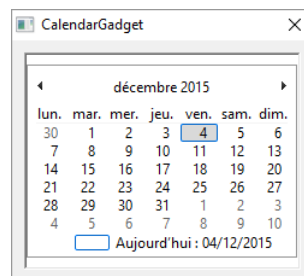 CalendarGadget
décembre 2015
lun. mar. mer. jeu. ven. sam. dim.
30 1 2 3 4 5 6
7 8 9 10 11 12 13
14 15 16 17 18 19 20
21 22 23 24 25 26 27
28 29 30 31 1 2 3
4 5 6 7 8 9 10
Aujourd'hui : 04/12/2015